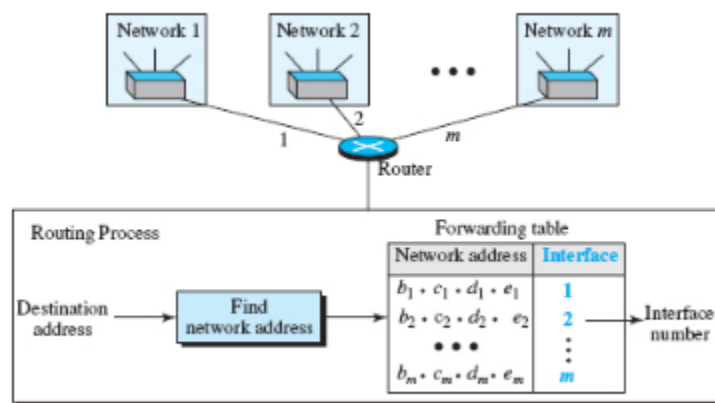 Network 1
Network 2
Network m
1
2
m
Router
Routing Process
Forwarding table
Network address Interface
Destination address
Find network address
b1 . c1 . d1 . e1 1
b2 . c2 . d2 . e2 2
bm . cm . dm . em m
Interface number